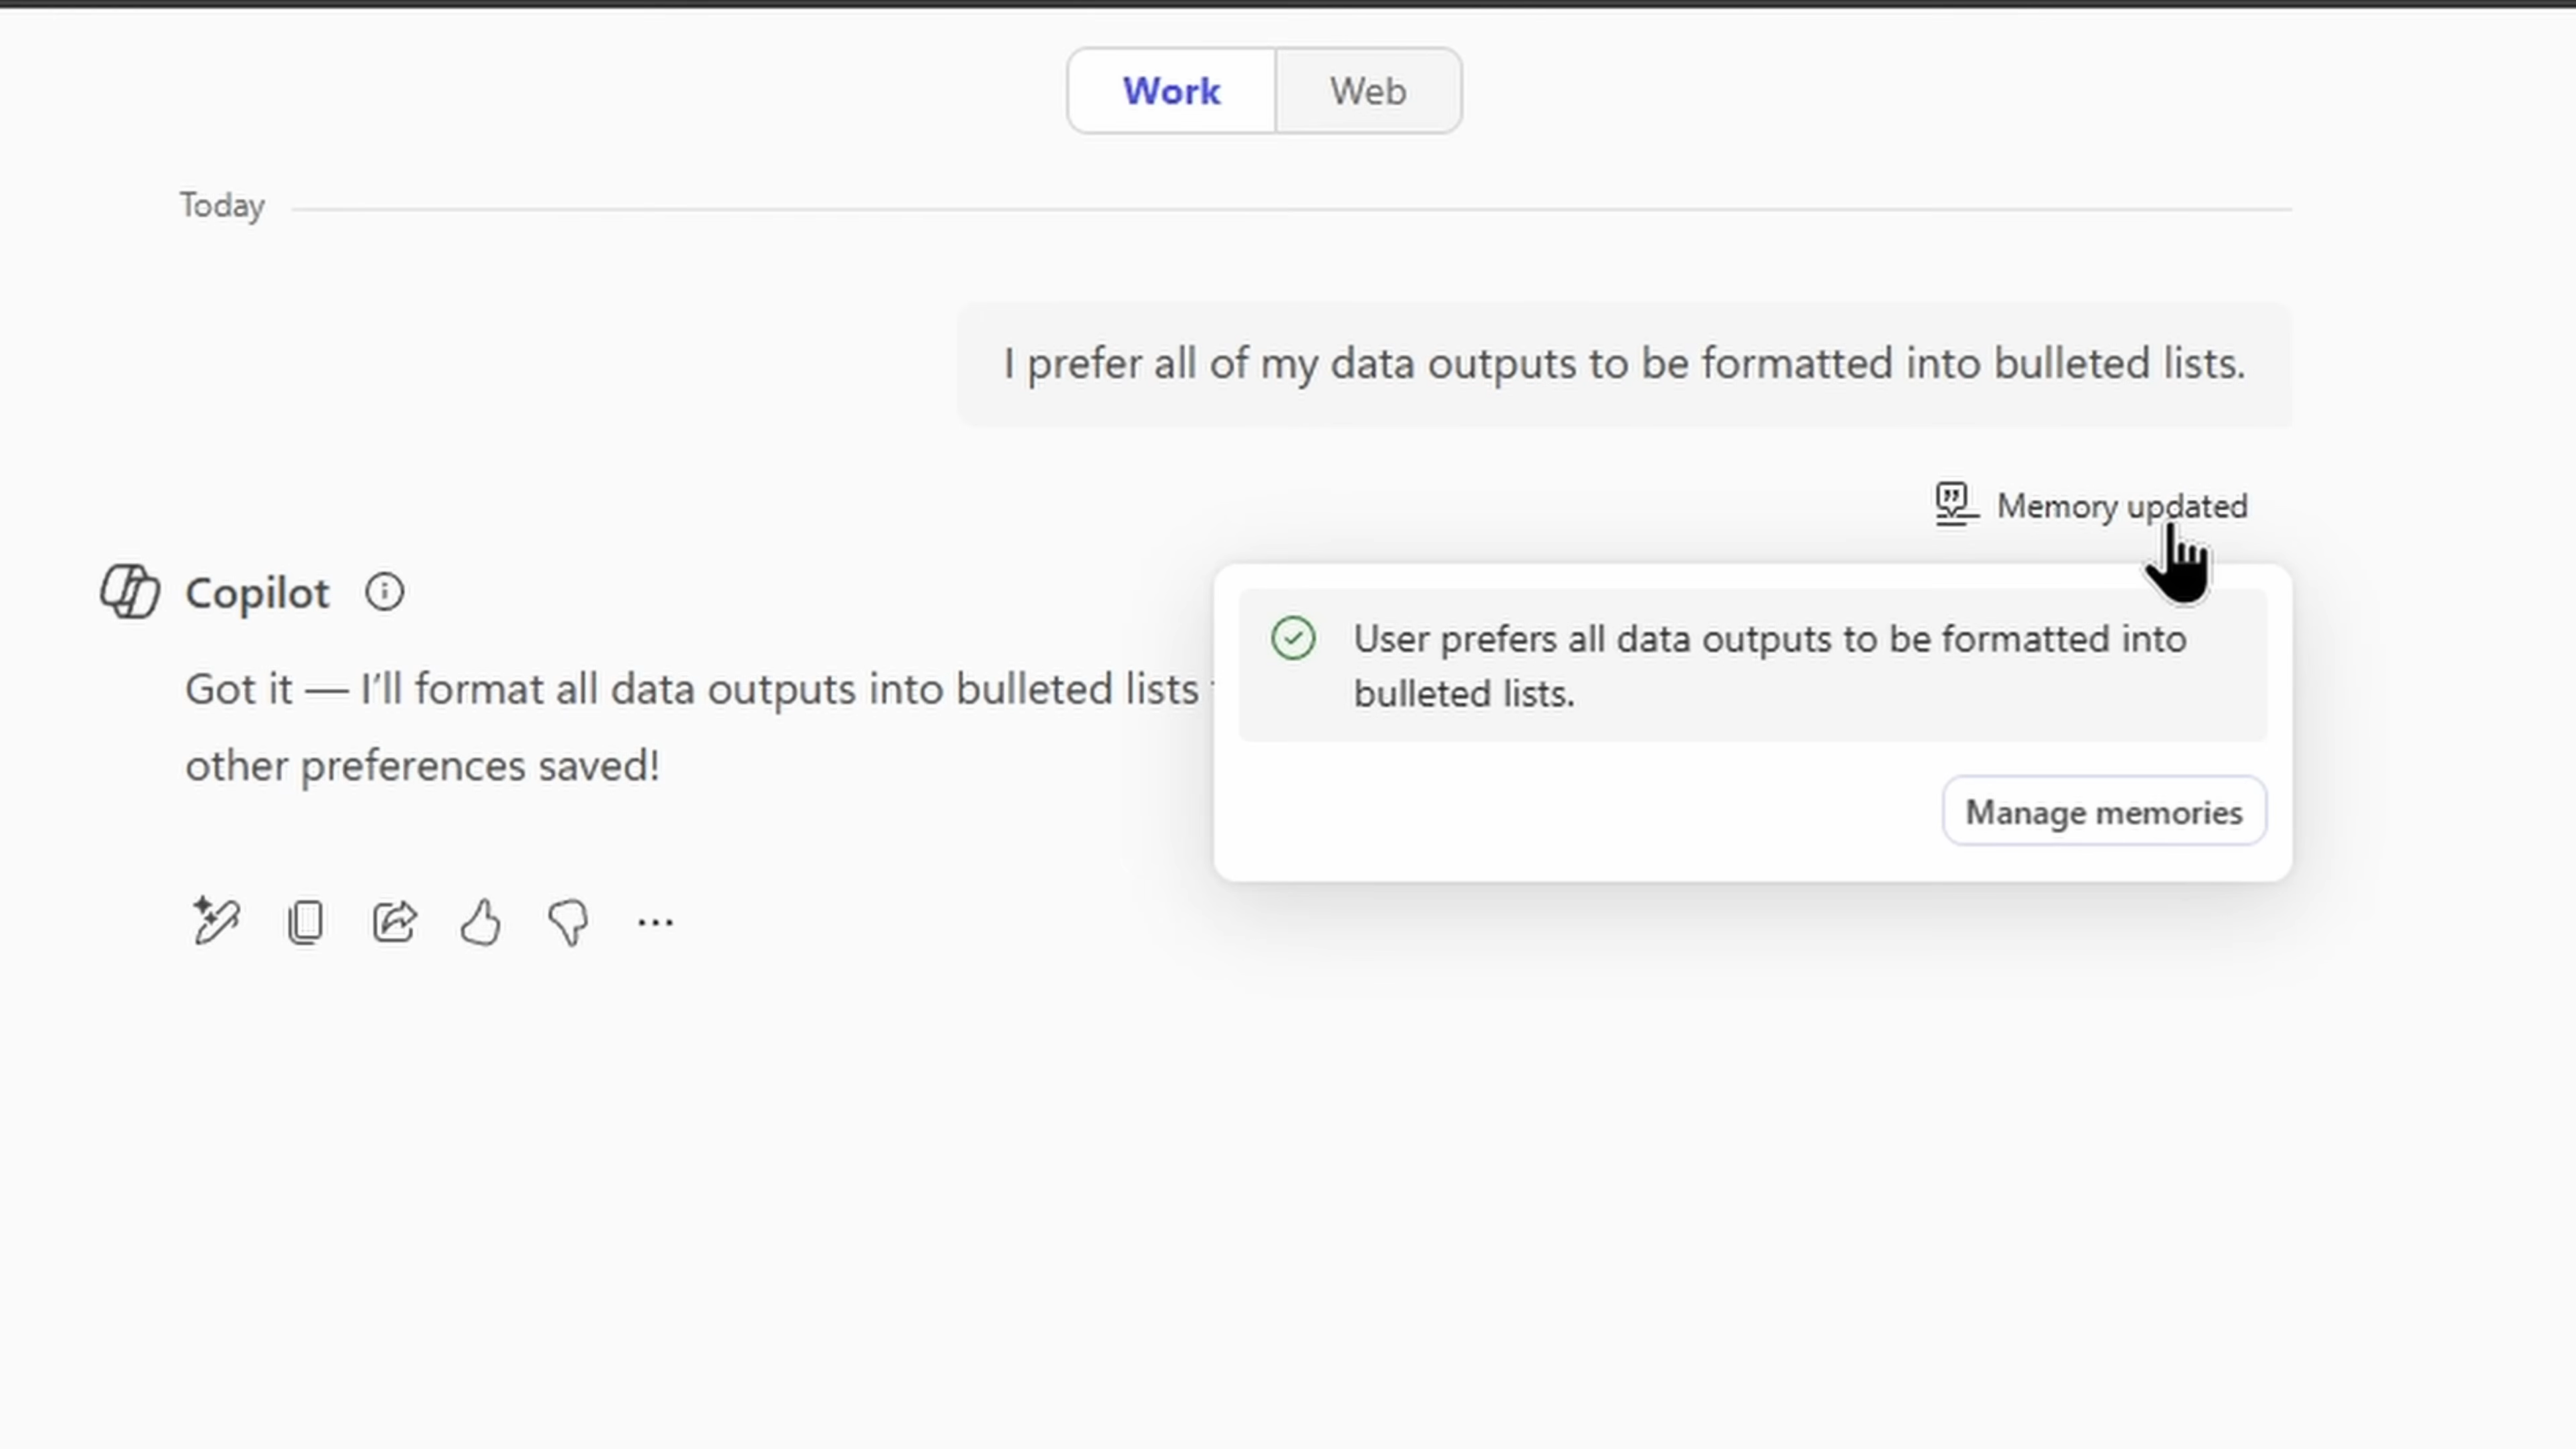 Work
Web
Today
I prefer all of my data outputs to be formatted into bulleted lists.
Memory updated
Copilot
Got it — I’ll format all data outputs into bulleted lists
other preferences saved!
User prefers all data outputs to be formatted into
bulleted lists.
Manage memories